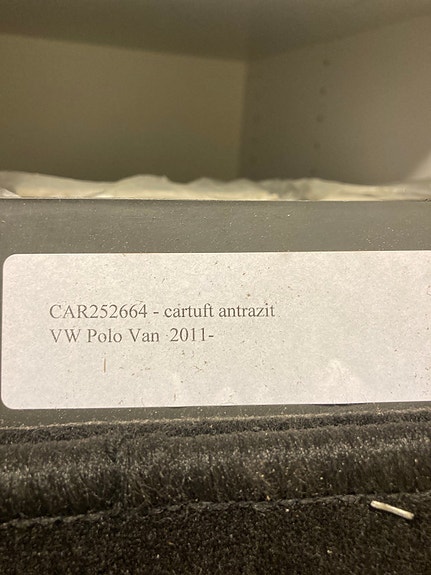 CAR252664 - cartuft antrazit
VW Polo Van 2011-